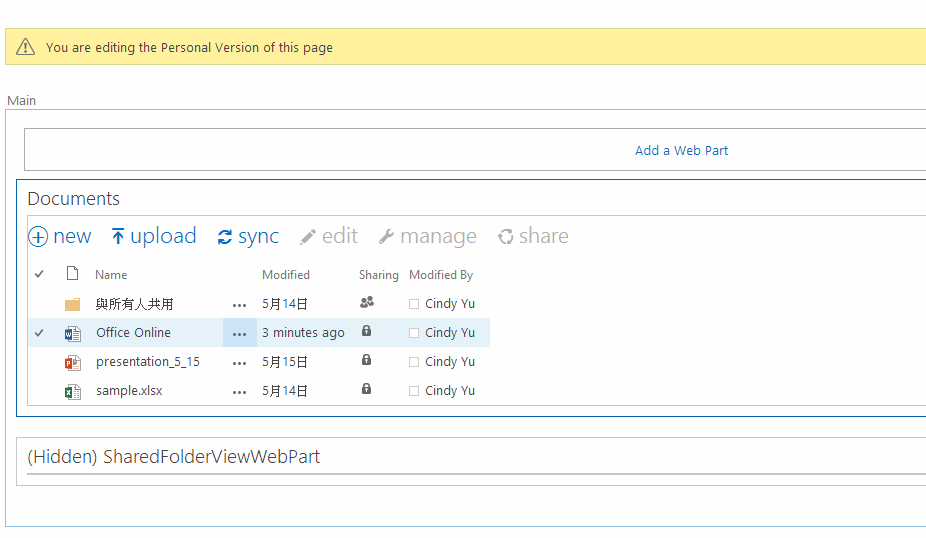 You are editing the Personal Version of this page
Main
Add a Web Part
Documents
new upload sync edit manage share
Name Modified Sharing Modified By
與所有人共用 ... 5月14日 Cindy Yu
Office Online ... 3 minutes ago Cindy Yu
presentation_5_15 ... 5月15日 Cindy Yu
sample.xlsx ... 5月14日 Cindy Yu
(Hidden) SharedFolderViewWebPart